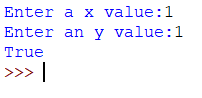 Enter a x value:1
Enter an y value:1
True
>>>